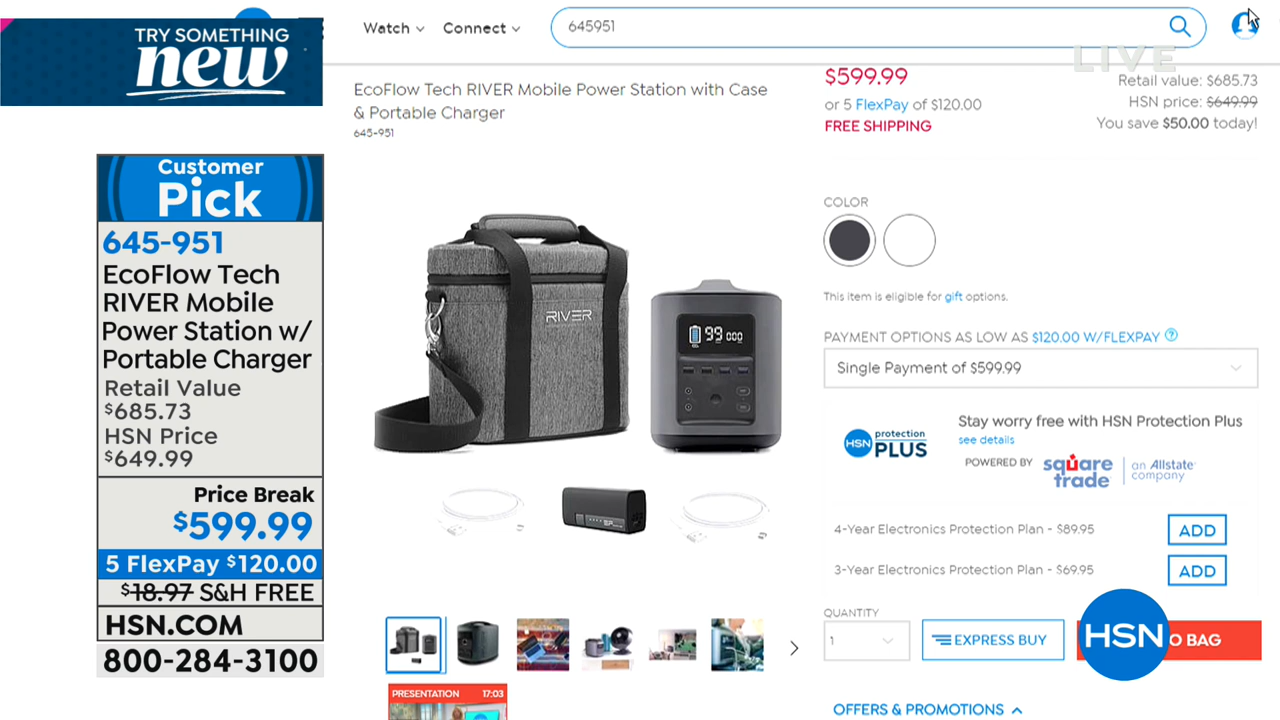 TRY SOMETHING
new
Customer
Pick
645-951
EcoFlow Tech
RIVER Mobile
Power Station w/
Portable Charger
Retail Value
$685.73
HSN Price
$649.99
Price Break
$599.99
5 FlexPay $120.00
$18.97 S&H FREE
HSN.COM
800-284-3100
Watch
Connect
645951
LIVE
EcoFlow Tech RIVER Mobile Power Station with Case
& Portable Charger
645-951
$599.99
or 5 FlexPay of $120.00
FREE SHIPPING
Retail value: $685.73
HSN price: $649.99
You save $50.00 today!
RIVER
99 000
COLOR
This item is eligible for gift options.
PAYMENT OPTIONS AS LOW AS $120.00 W/FLEXPAY ?
Single Payment of $599.99
HSN protection
PLUS
Stay worry free with HSN Protection Plus
see details
POWERED BY square
trade
an Allstate
company
4-Year Electronics Protection Plan - $89.95
ADD
3-Year Electronics Protection Plan - $69.95
ADD
QUANTITY
1
EXPRESS BUY
HSN
O BAG
PRESENTATION 17:03
OFFERS & PROMOTIONS